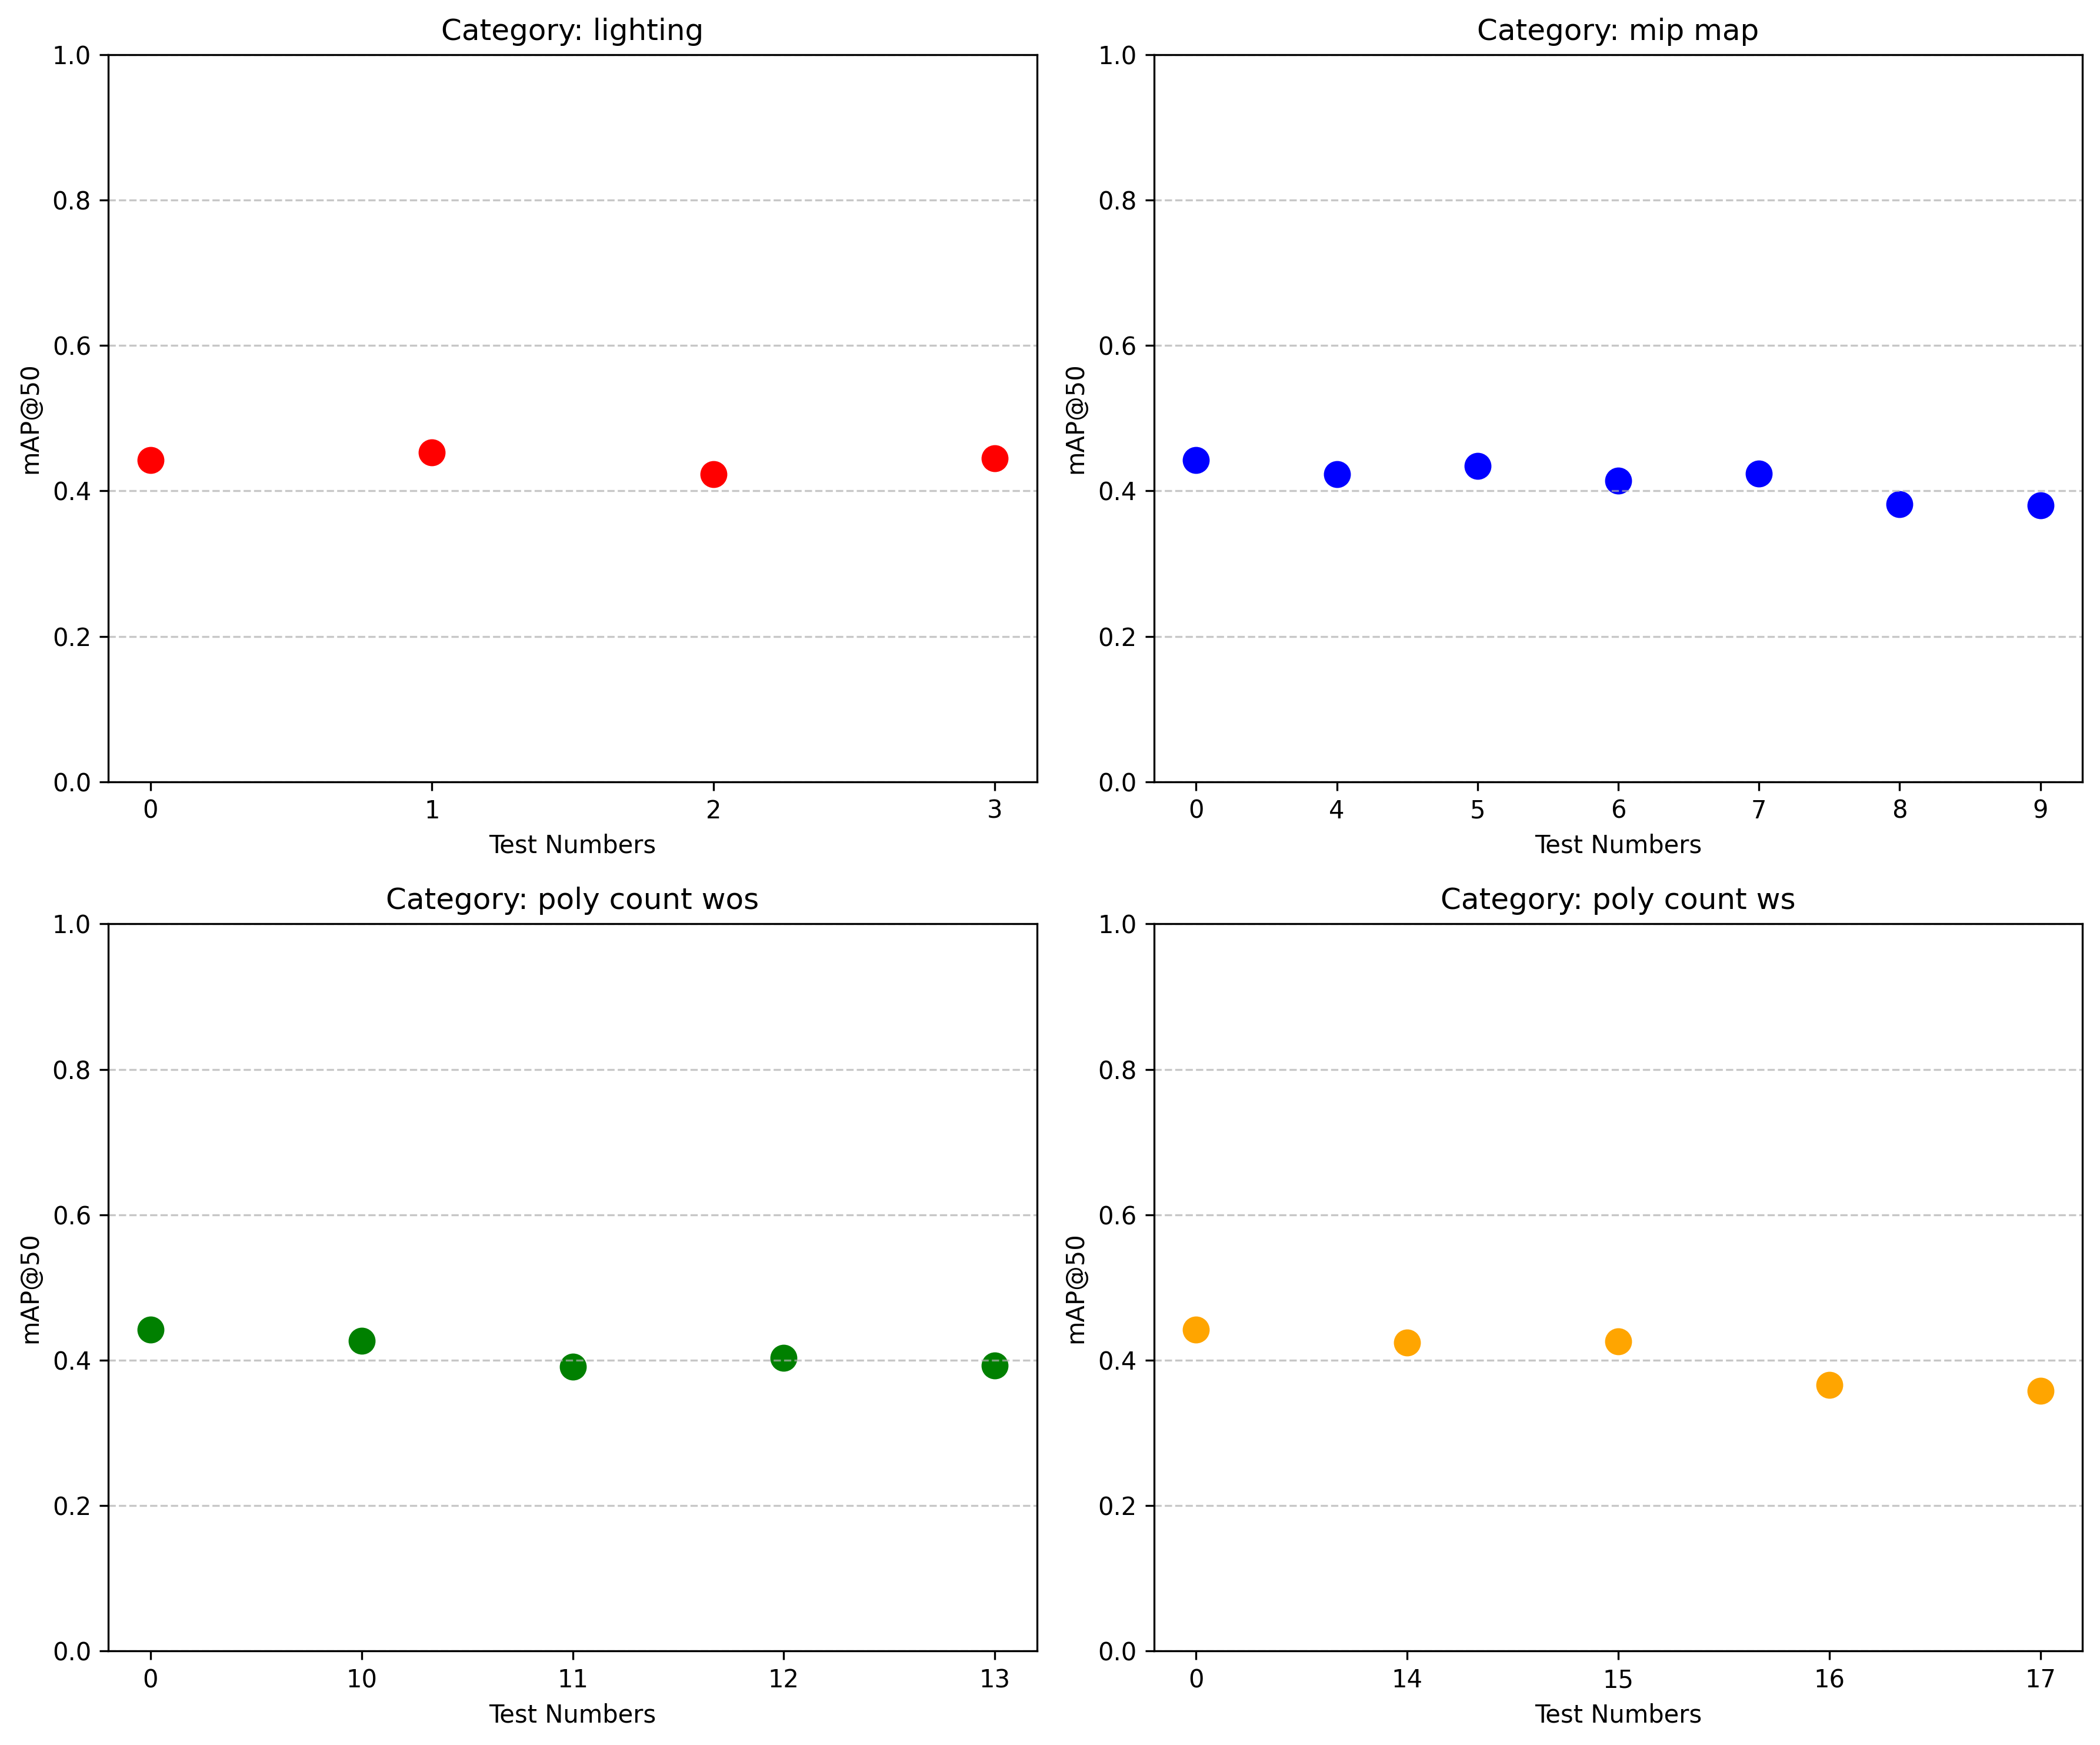 Category: lighting
1.0
0.8
0.6
0.4
0.2
0.0
mAP@50
0 1 2 3
Test Numbers
Category: mip map
1.0
0.8
0.6
0.4
0.2
0.0
mAP@50
0 4 5 6 7 8 9
Test Numbers
Category: poly count wos
1.0
0.8
0.6
0.4
0.2
0.0
mAP@50
0 10 11 12 13
Test Numbers
Category: poly count ws
1.0
0.8
0.6
0.4
0.2
0.0
mAP@50
0 14 15 16 17
Test Numbers